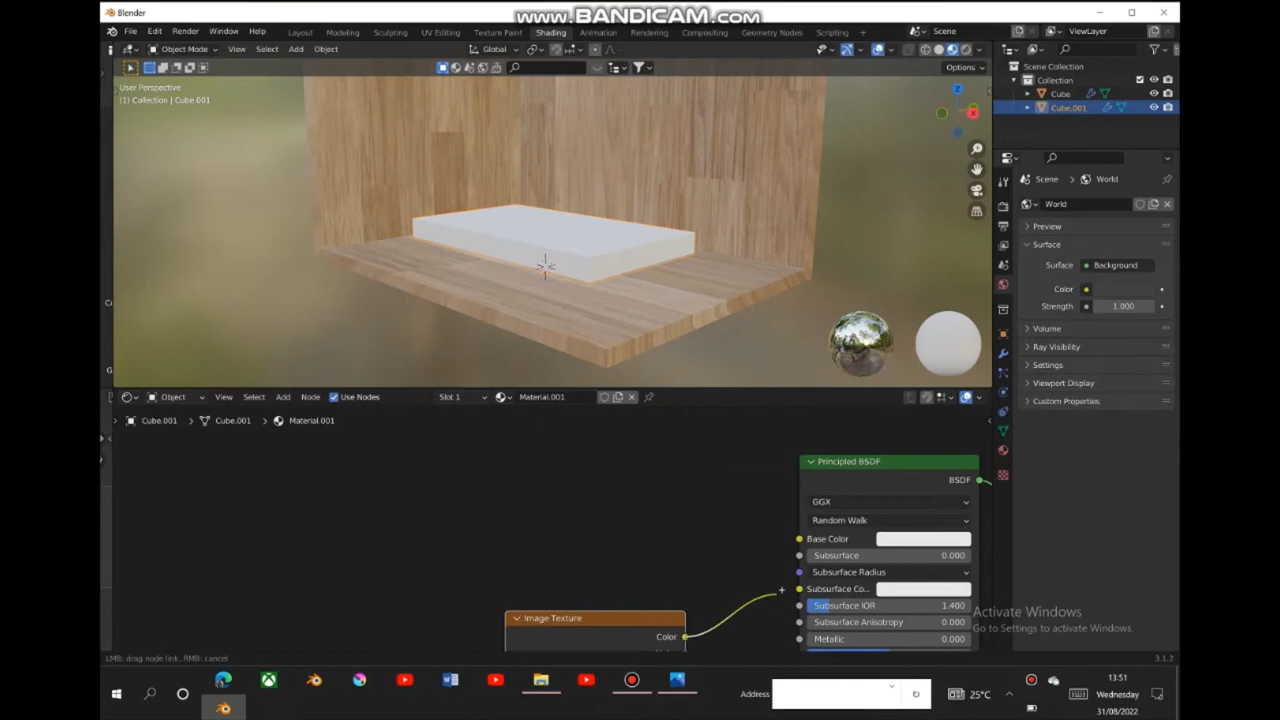 Blender
www.BANDICAM.com
File Edit Render Window Help Layout Modeling Sculpting UV Editing Texture Paint Shading Animation Rendering Compositing Geometry Nodes Scripting + Scene ViewLayer
Object Mode View Select Add Object Global
Options
User Perspective
(1) Collection | Cube.001
Z
X
Scene Collection
Collection
Cube
Cube.001
Scene > World
World
Preview
Surface
Surface Background
Color
Strength 1.000
Volume
Ray Visibility
Settings
Viewport Display
Custom Properties
Object View Select Add Node Use Nodes Slot 1 Material.001
Cube.001 > Cube.001 > Material.001
Principled BSDF
BSDF
GGX
Random Walk
Base Color
Subsurface 0.000
Subsurface Radius
Subsurface Co...
Subsurface IOR 1.400
Subsurface Anisotropy 0.000
Metallic 0.000
Image Texture
Color
Activate Windows
Go to Settings to activate Windows.
LMB: drag node link, RMB: cancel
3.1.2
Address
25°C
13:51
Wednesday
31/08/2022